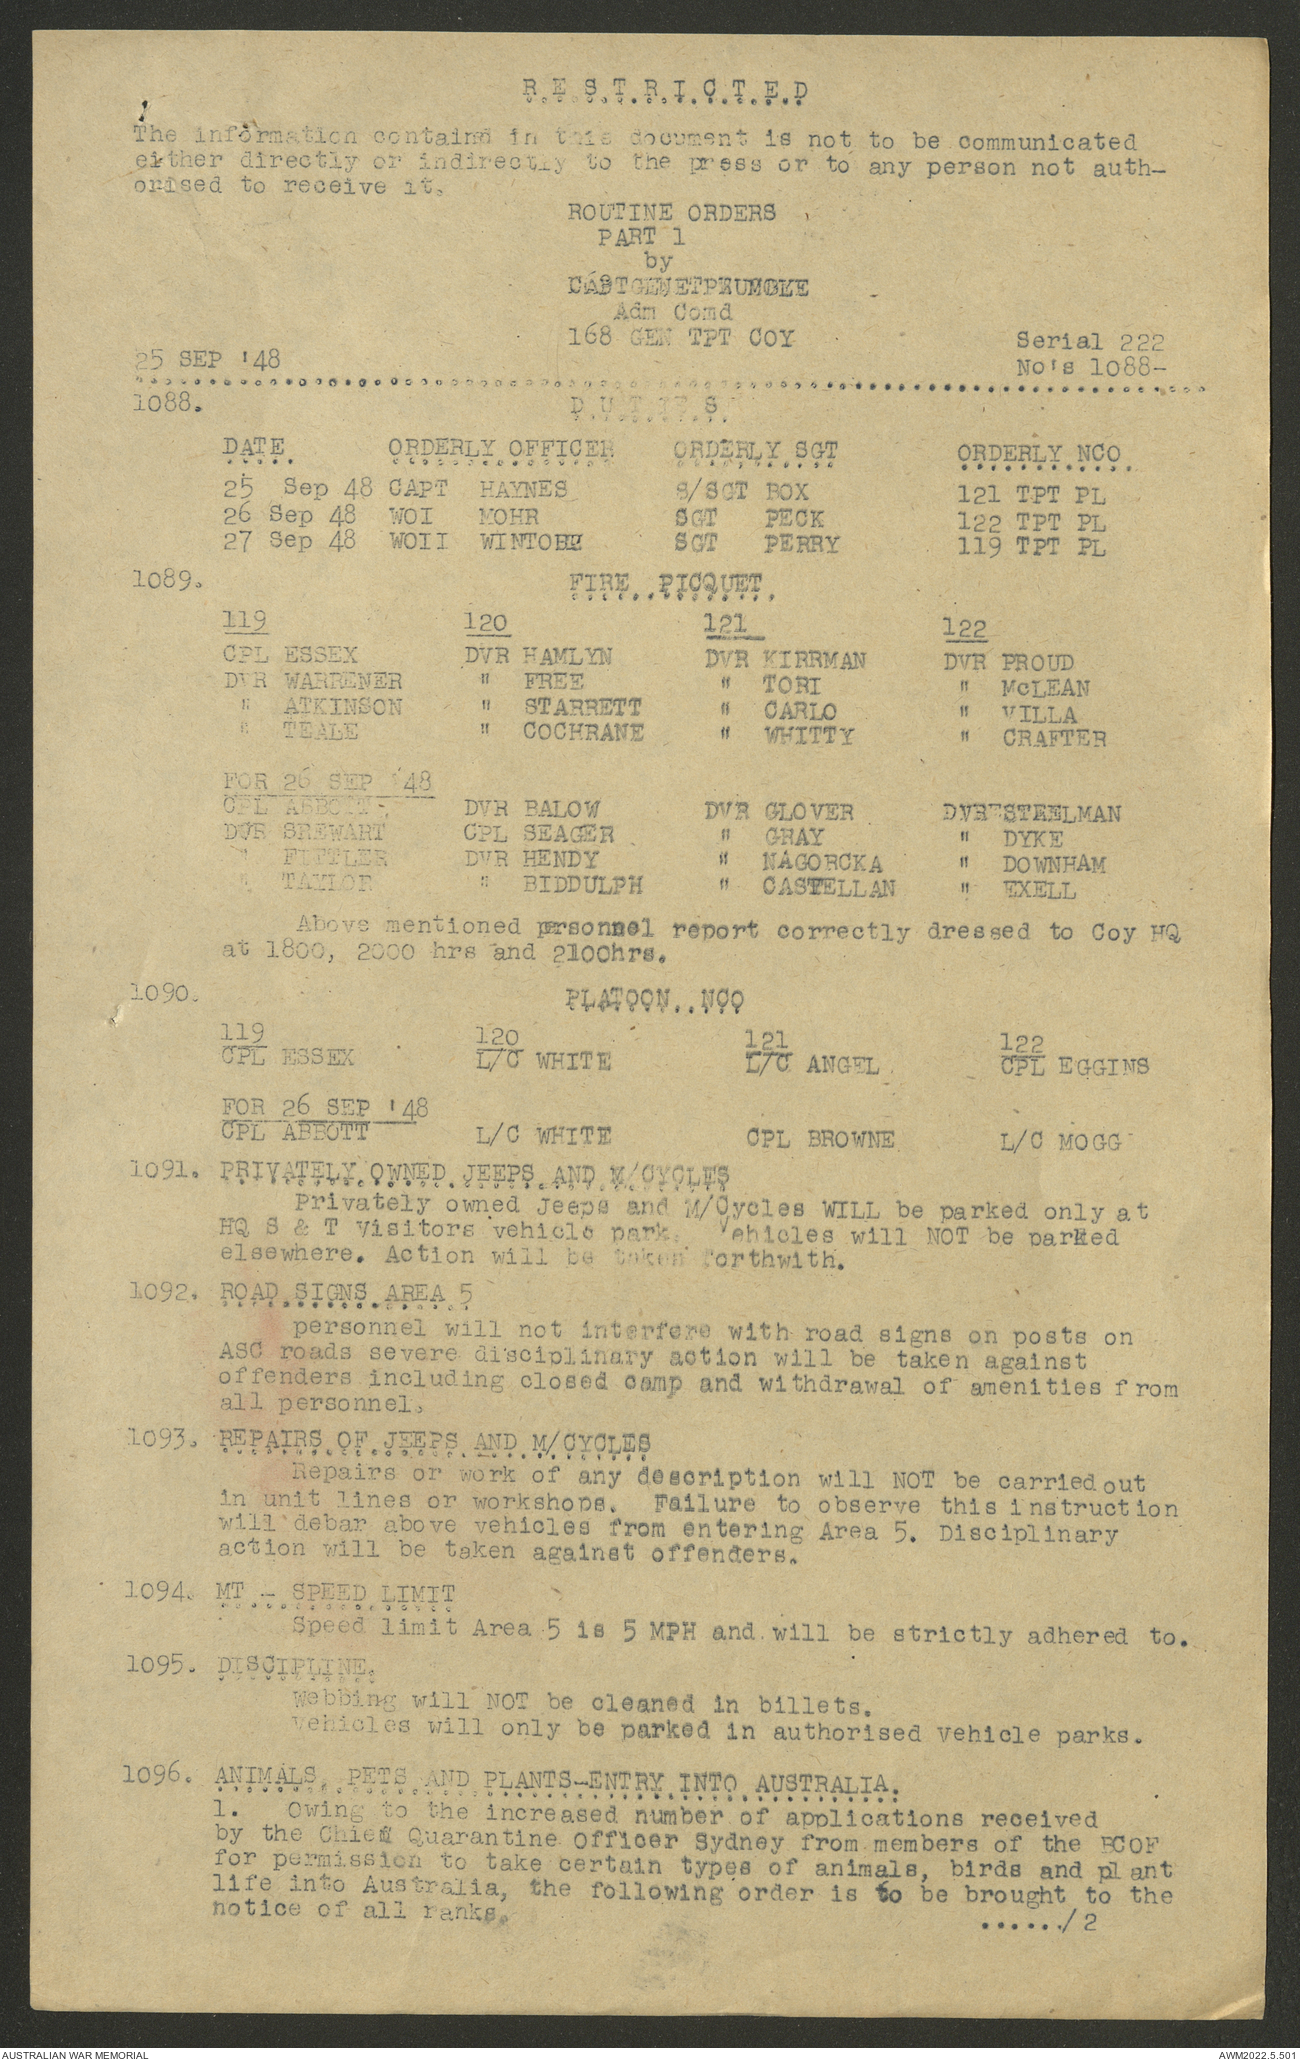 R E S T R I C T E D
The information containd in this document is not to be communicated
either directly or indirectly to the press or to any person not auth-
orised to receive it.
ROUTINE ORDERS
PART 1
by
Adm Comd
168 GEN TPT COY
Serial 222
25 SEP '48
No's 1088-
1088. D U T I E S
DATE ORDERLY OFFICER ORDERLY SGT ORDERLY NCO
25 Sep 48 CAPT HAYNES S/SGT BOX 121 TPT PL
26 Sep 48 WOI MOHR SGT PECK 122 TPT PL
27 Sep 48 WOII SGT PERRY 119 TPT PL
1089. FIRE PICQUET
119 120 121 122
CPL ESSEX DVR HAMLYN DVR KIRRMAN DVR PROUD
DVR WARRENER " FREE " TORI " McLEAN
" ATKINSON " STARRETT " CARLO " VILLA
" TEALE " COCHRANE " WHITTY " CRAFTER
FOR 26 SEP '48
CPL ABBOTT DVR BALOW DVR GLOVER DVR STEELMAN
DVR SREWART CPL SEAGER " GRAY " DYKE
" FITTLER DVR HENDY " NAGORCKA " DOWNHAM
" TAYLOR " BIDDULPH " CASTELLAN " EXELL
Above mentioned personnel report correctly dressed to Coy HQ
at 1800, 2000 hrs and 2100hrs.
1090. PLATOON NCO
119 120 121 122
CPL ESSEX L/C WHITE L/C ANGEL CPL EGGINS
FOR 26 SEP '48
CPL ABBOTT L/C WHITE CPL BROWNE L/C MOGG
1091. PRIVATELY OWNED JEEPS AND M/CYCLES
Privately owned Jeeps and M/Cycles WILL be parked only at
HQ S & T Visitors vehicle park. Vehicles will NOT be parked
elsewhere. Action will be taken forthwith.
1092. ROAD SIGNS AREA 5
personnel will not interfere with road signs on posts on
ASC roads severe disciplinary action will be taken against
offenders including closed camp and withdrawal of amenities from
all personnel.
1093. REPAIRS OF JEEPS AND M/CYCLES
Repairs or work of any description will NOT be carried out
in unit lines or workshops. Failure to observe this instruction
will debar above vehicles from entering Area 5. Disciplinary
action will be taken against offenders.
1094. MT - SPEED LIMIT
Speed limit Area 5 is 5 MPH and will be strictly adhered to.
1095. DISCIPLINE.
Webbing will NOT be cleaned in billets.
Vehicles will only be parked in authorised vehicle parks.
1096. ANIMALS, PETS AND PLANTS-ENTRY INTO AUSTRALIA.
1. Owing to the increased number of applications received
by the Chief Quarantine Officer Sydney from members of the BCOF
for permission to take certain types of animals, birds and plant
life into Australia, the following order is to be brought to the
notice of all ranks.
....../2
AUSTRALIAN WAR MEMORIAL
AWM2022.5.501